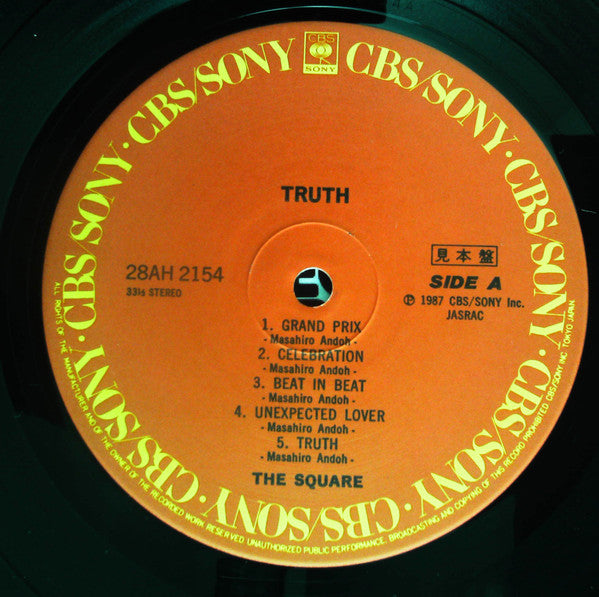 CBS/SONY · CBS/SONY · CBS/SONY · CBS/SONY · CBS/SONY · CBS/SONY · CBS/SONY · CBS/SONY
CBS
SONY
TRUTH
28AH 2154
33⅓ STEREO
見本盤
SIDE A
Ⓟ 1987 CBS/SONY Inc.
JASRAC
1. GRAND PRIX
- Masahiro Andoh -
2. CELEBRATION
- Masahiro Andoh -
3. BEAT IN BEAT
- Masahiro Andoh -
4. UNEXPECTED LOVER
- Masahiro Andoh -
5. TRUTH
- Masahiro Andoh -
THE SQUARE
ALL RIGHTS OF THE MANUFACTURER AND OF THE OWNER OF THE RECORDED WORK RESERVED. UNAUTHORIZED PUBLIC PERFORMANCE, BROADCASTING AND COPYING OF THIS RECORD PROHIBITED. CBS/SONY INC. TOKYO JAPAN